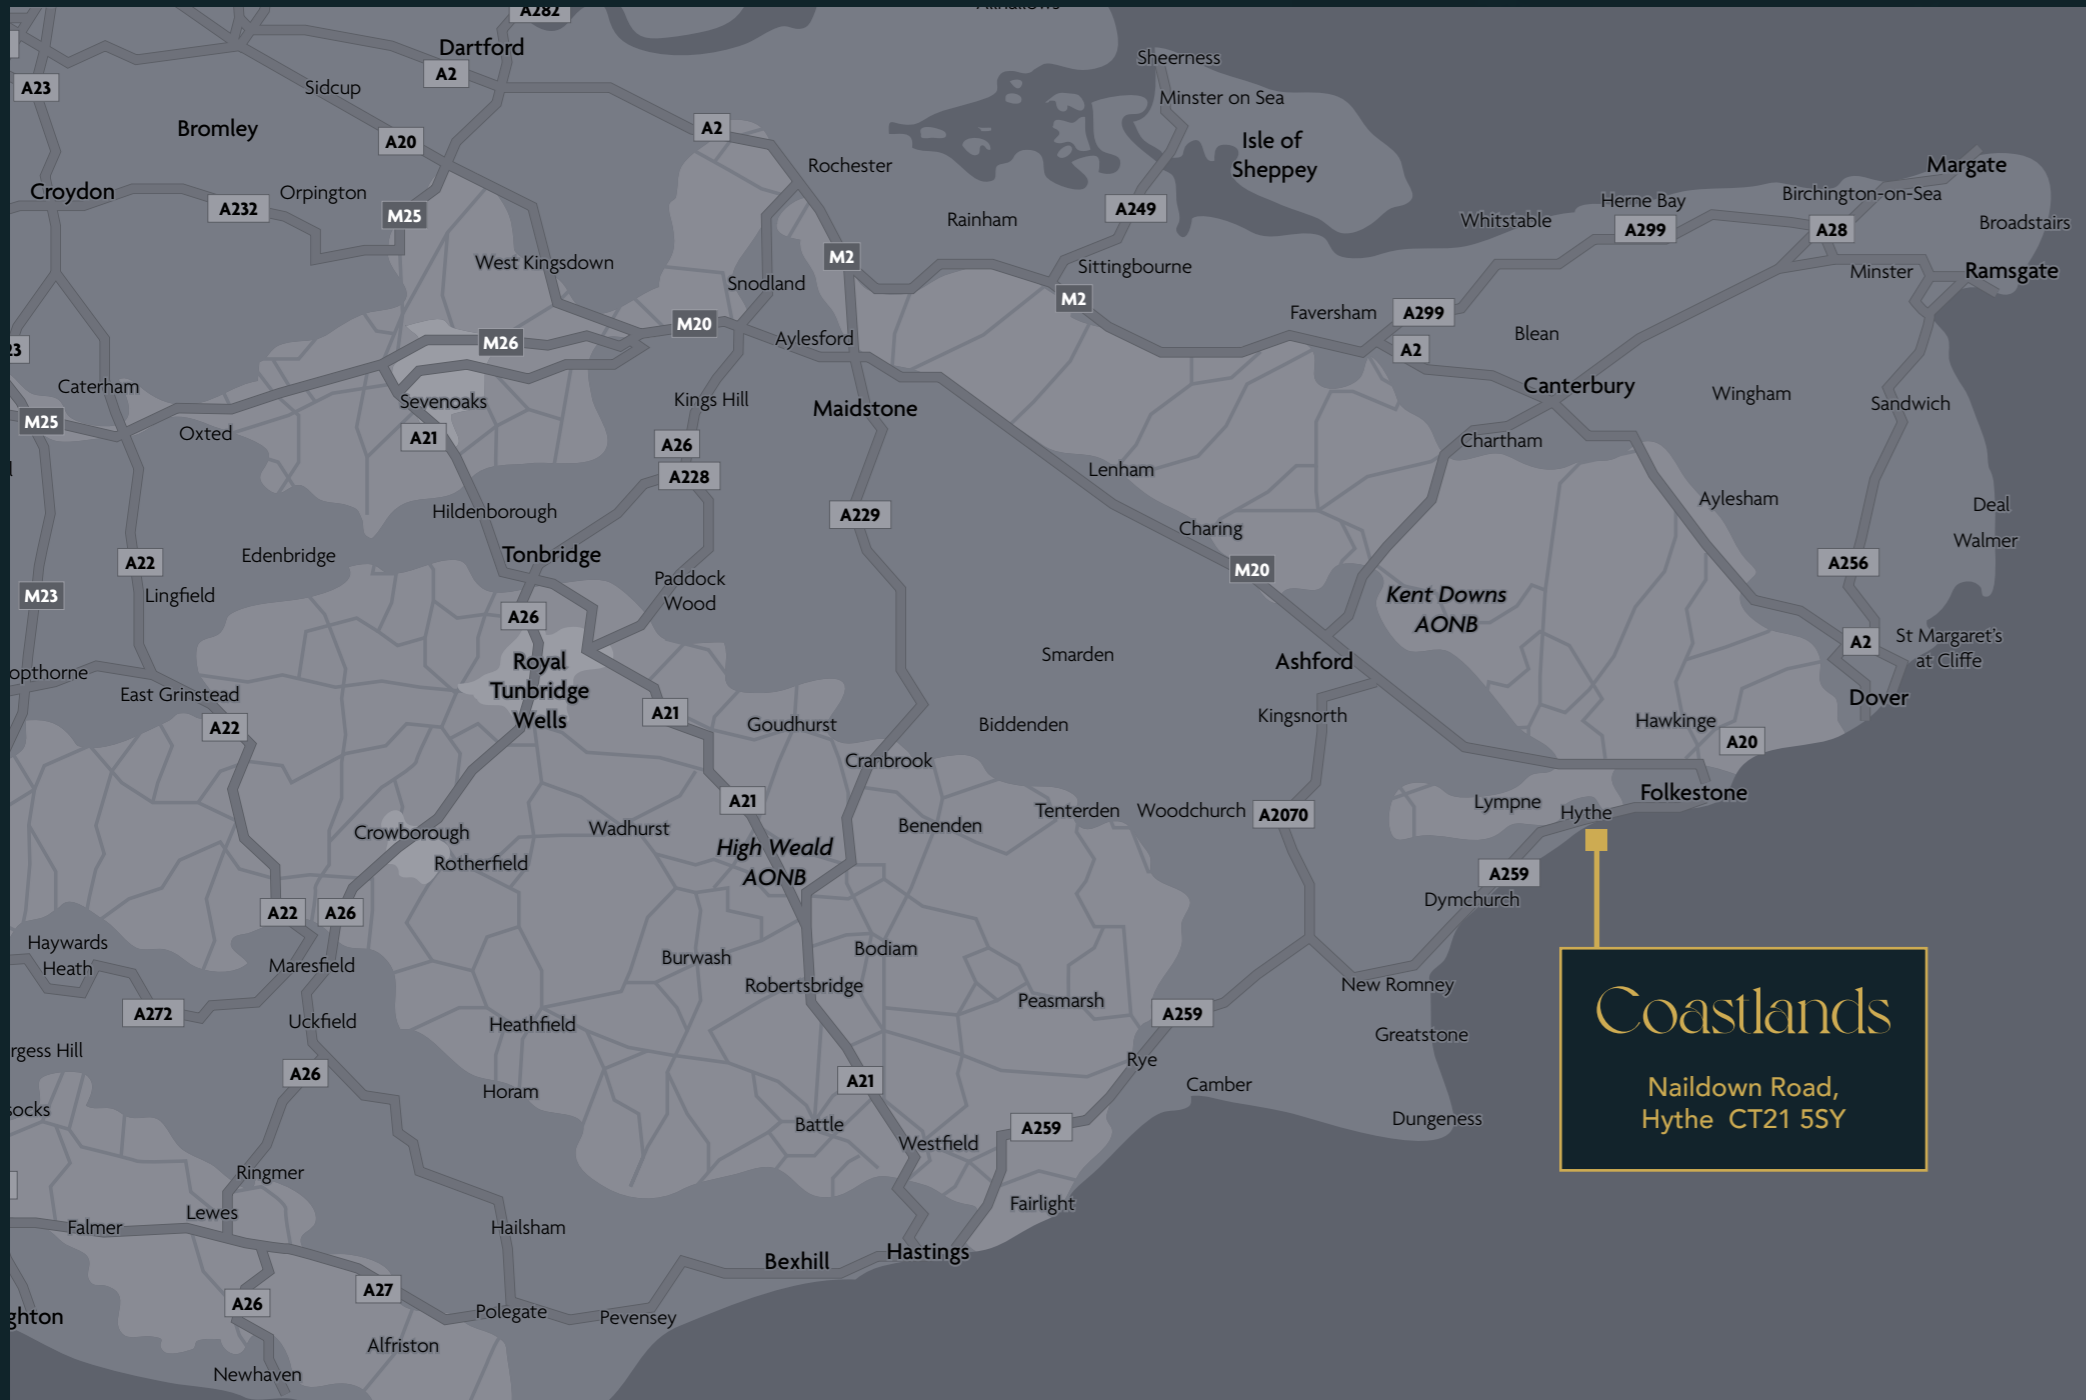 A282
Dartford
A2
A23
Sidcup
Bromley
A20
A2
Sheerness
Minster on Sea
Isle of
Sheppey
Rochester
Croydon
A232
Orpington
M25
Rainham
A249
Whitstable
Herne Bay
A299
Birchington-on-Sea
Margate
A28
Broadstairs
West Kingsdown
M2
Snodland
Sittingbourne
M2
Minster
Ramsgate
M20
M26
Aylesford
Faversham
A299
A2
Blean
Caterham
M25
Oxted
Sevenoaks
A21
Kings Hill
Maidstone
A26
A228
Canterbury
Wingham
Sandwich
Chartham
Lenham
Hildenborough
A229
Charing
Aylesham
Deal
Walmer
Edenbridge
Tonbridge
A22
Lingfield
M23
Paddock
Wood
A26
M20
Kent Downs
AONB
A256
A2
St Margaret's
at Cliffe
Dover
Smarden
Ashford
Royal
Tunbridge
Wells
East Grinstead
A22
A21
Goudhurst
Biddenden
Kingsnorth
Hawkinge
A20
Cranbrook
Folkestone
A21
Crowborough
Rotherfield
Wadhurst
High Weald
AONB
Benenden
Tenterden
Woodchurch
A2070
Lympne
Hythe
A259
Dymchurch
A22
A26
Haywards
Heath
Maresfield
Burwash
Bodiam
Robertsbridge
A272
Uckfield
Heathfield
Peasmarsh
A259
New Romney
Greatstone
Coastlands
Naildown Road,
Hythe CT21 5SY
A26
Horam
A21
Rye
Camber
Dungeness
Battle
Westfield
A259
Ringmer
Lewes
Falmer
Hailsham
Fairlight
Bexhill
Hastings
A27
A26
Polegate
Pevensey
Alfriston
Newhaven